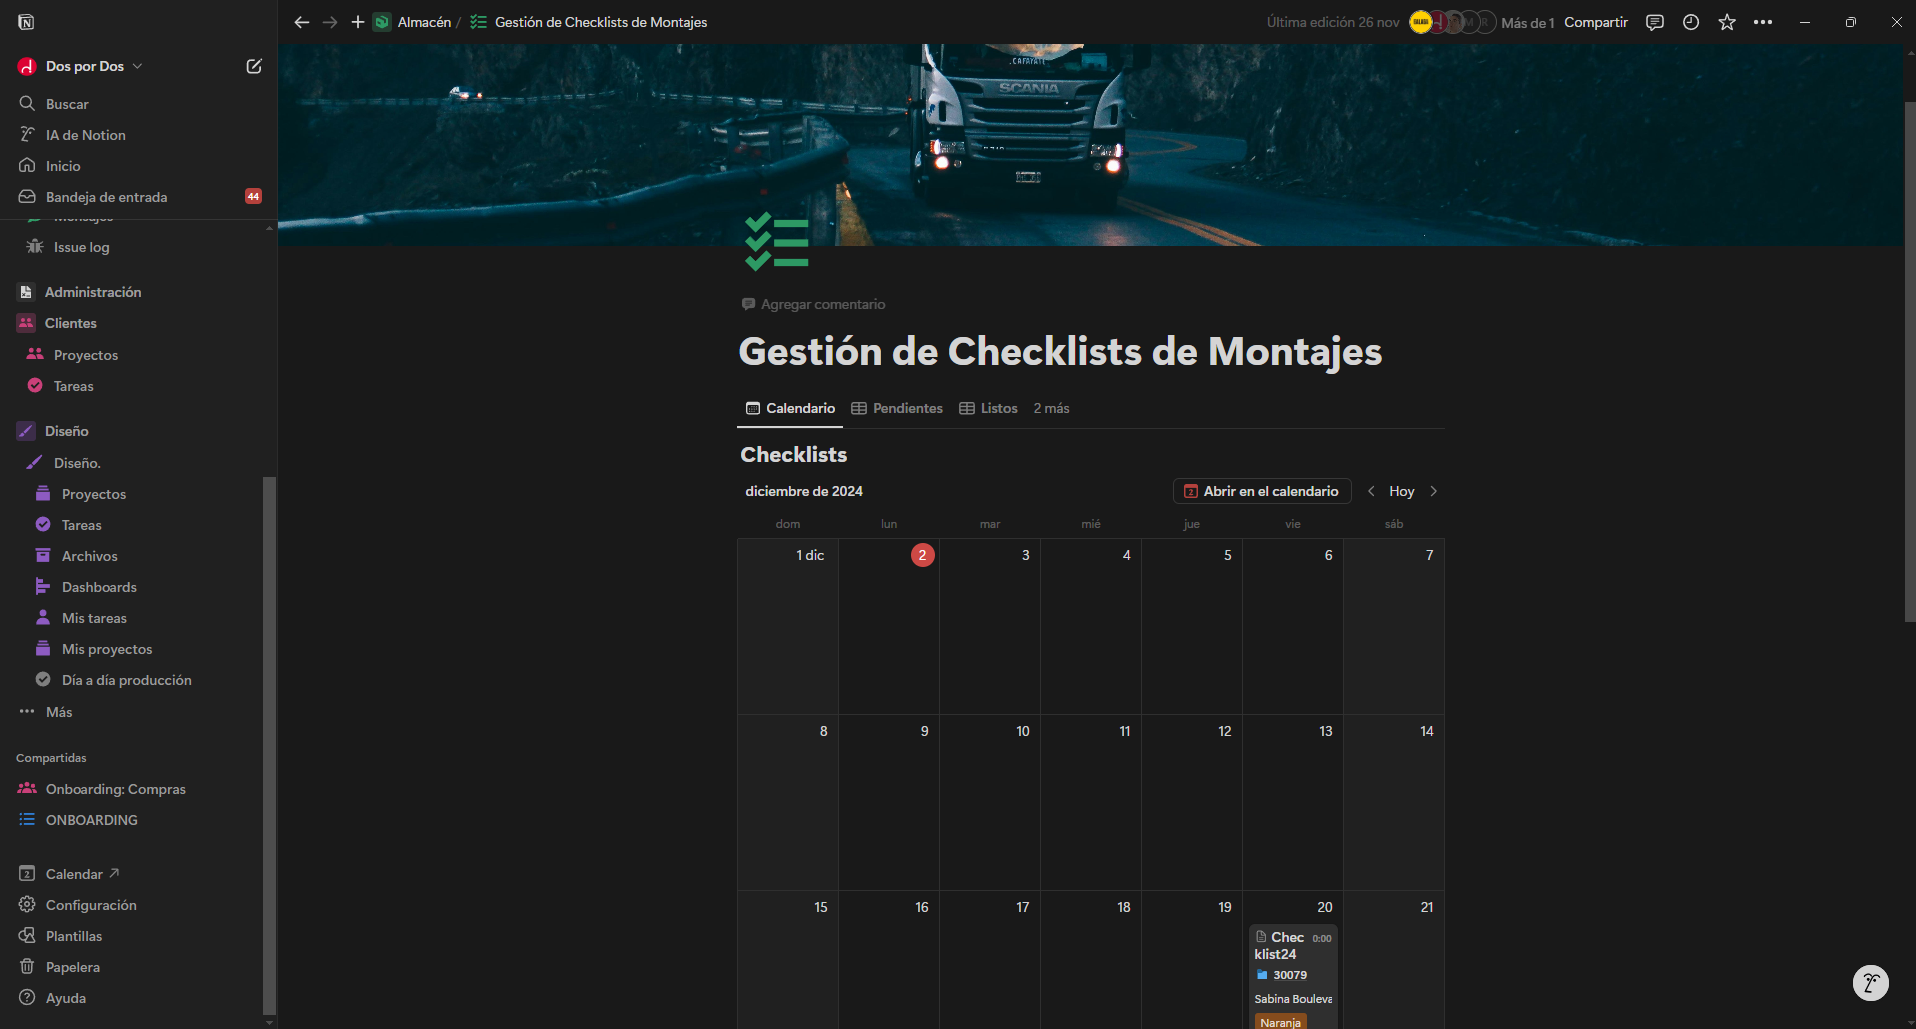 Almacén / Gestión de Checklists de Montajes
Última edición 26 nov
Más de 1
Compartir
Dos por Dos
Buscar
IA de Notion
Inicio
Bandeja de entrada 44
Mensajes
Issue log
Administración
Clientes
Proyectos
Tareas
Diseño
Diseño.
Proyectos
Tareas
Archivos
Dashboards
Mis tareas
Mis proyectos
Día a día producción
Más
Compartidas
Onboarding: Compras
ONBOARDING
Calendar
Configuración
Plantillas
Papelera
Ayuda
CAFAYATE
SCANIA
Agregar comentario
Gestión de Checklists de Montajes
Calendario Pendientes Listos 2 más
Checklists
diciembre de 2024
Abrir en el calendario Hoy
dom lun mar mié jue vie sáb
1 dic 2 3 4 5 6 7
8 9 10 11 12 13 14
15 16 17 18 19 20 21
Chec 0:00
klist24
30079
Sabina Bouleva
Naranja